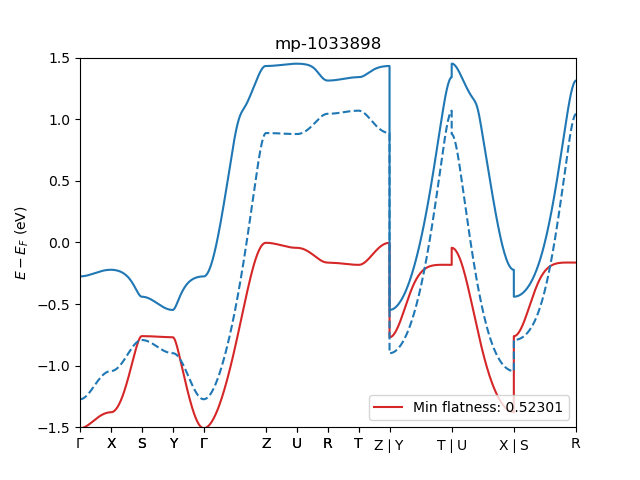 mp-1033898
1.5
1.0
0.5
0.0
−0.5
−1.0
−1.5
E − E_F (eV)
Min flatness: 0.52301
Γ X S Y Γ Z U R T Z | Y T | U X | S R